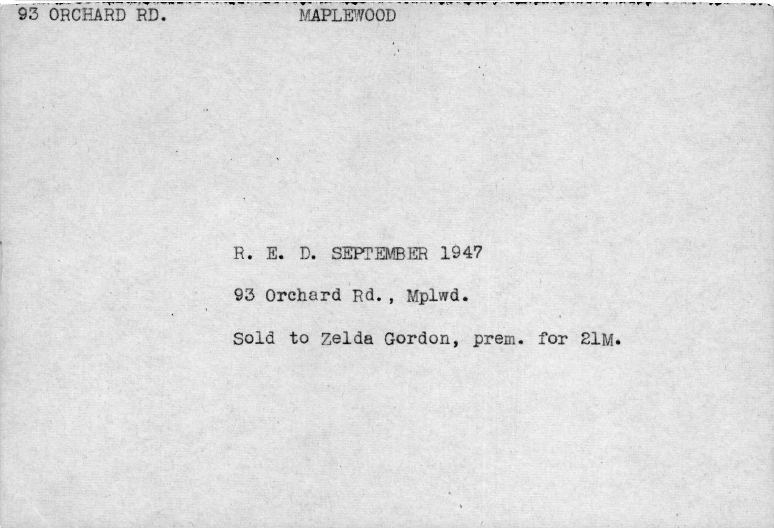 93 ORCHARD RD. MAPLEWOOD
R. E. D. SEPTEMBER 1947
93 Orchard Rd., Mplwd.
Sold to Zelda Gordon, prem. for 21M.